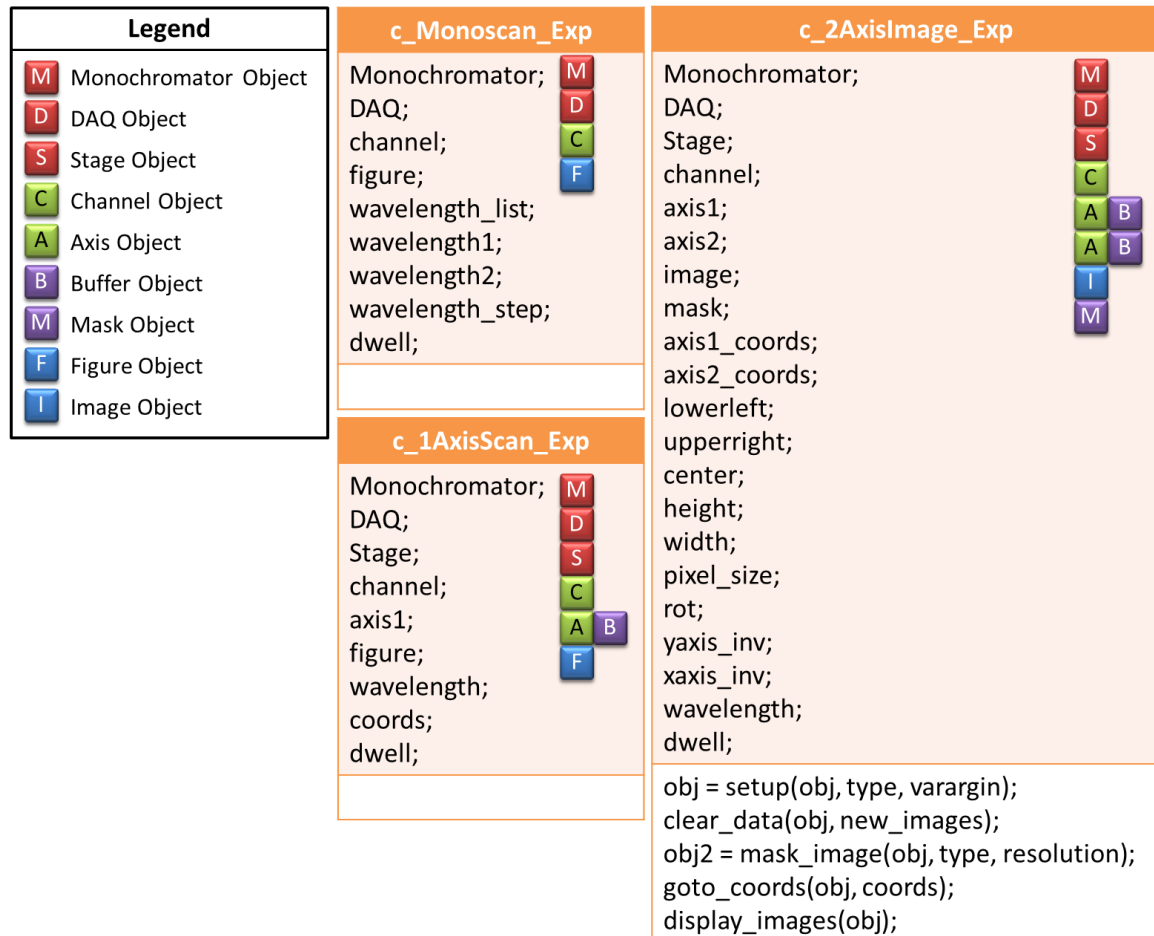 Legend
M Monochromator Object
D DAQ Object
S Stage Object
C Channel Object
A Axis Object
B Buffer Object
M Mask Object
F Figure Object
I Image Object
c_Monoscan_Exp
Monochromator; M
DAQ; D
channel; C
figure; F
wavelength_list;
wavelength1;
wavelength2;
wavelength_step;
dwell;
c_1AxisScan_Exp
Monochromator; M
DAQ; D
Stage; S
channel; C
axis1; A B
figure; F
wavelength;
coords;
dwell;
c_2AxisImage_Exp
Monochromator; M
DAQ; D
Stage; S
channel; C
axis1; A B
axis2; A B
image; I
mask; M
axis1_coords;
axis2_coords;
lowerleft;
upperright;
center;
height;
width;
pixel_size;
rot;
yaxis_inv;
xaxis_inv;
wavelength;
dwell;
obj = setup(obj, type, varargin);
clear_data(obj, new_images);
obj2 = mask_image(obj, type, resolution);
goto_coords(obj, coords);
display_images(obj);